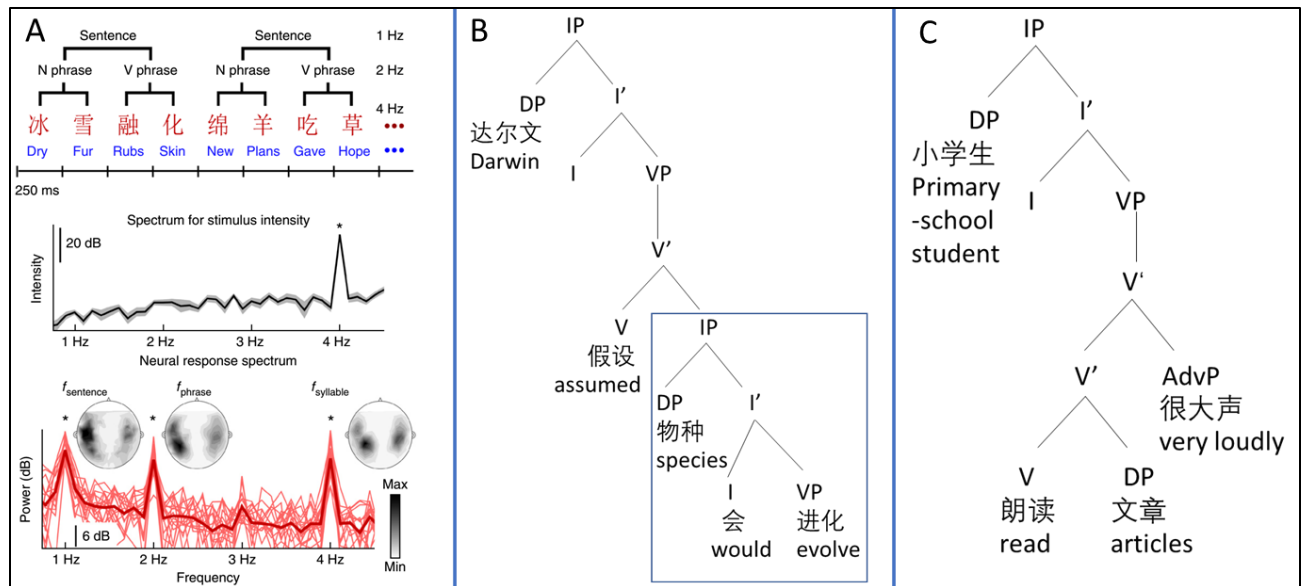 A
Sentence Sentence 1 Hz
N phrase V phrase N phrase V phrase 2 Hz
4 Hz
冰 雪 融 化 绵 羊 吃 草 •••
Dry Fur Rubs Skin New Plans Gave Hope •••
250 ms
Spectrum for stimulus intensity
20 dB
*
Intensity
1 Hz 2 Hz 3 Hz 4 Hz
Neural response spectrum
fsentence fphrase fsyllable
* * *
Power (dB)
6 dB
Max
Min
1 Hz 2 Hz 3 Hz 4 Hz
Frequency
B
IP
DP I’
达尔文
Darwin
I VP
V’
V IP
假设
assumed
DP I’
物种
species
I VP
会 进化
would evolve
C
IP
DP I’
小学生
Primary
-school
student
I VP
V‘
V’ AdvP
很大声
very loudly
V DP
朗读 文章
read articles